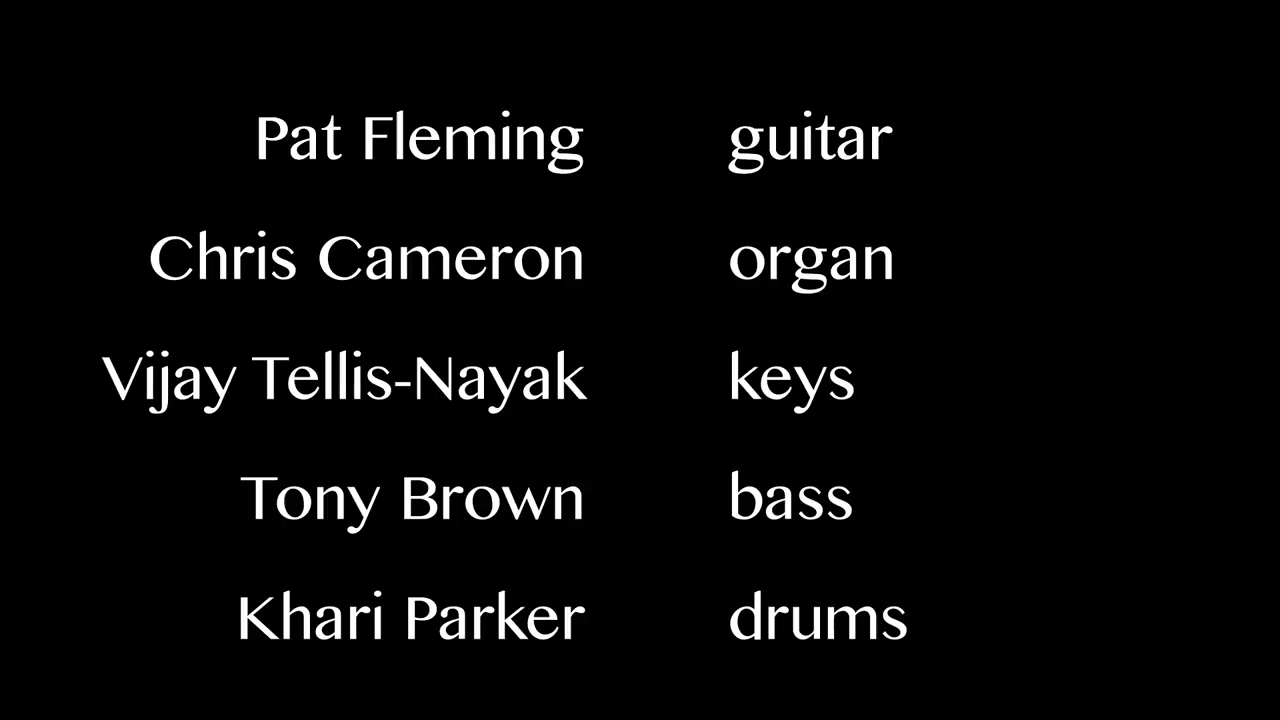 Pat Fleming guitar
Chris Cameron organ
Vijay Tellis-Nayak keys
Tony Brown bass
Khari Parker drums